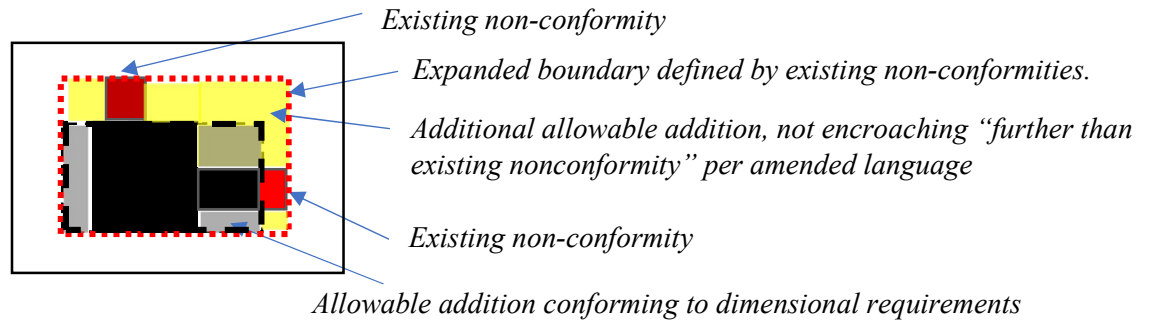 Existing non-conformity
Expanded boundary defined by existing non-conformities.
Additional allowable addition, not encroaching “further than
existing nonconformity” per amended language
Existing non-conformity
Allowable addition conforming to dimensional requirements